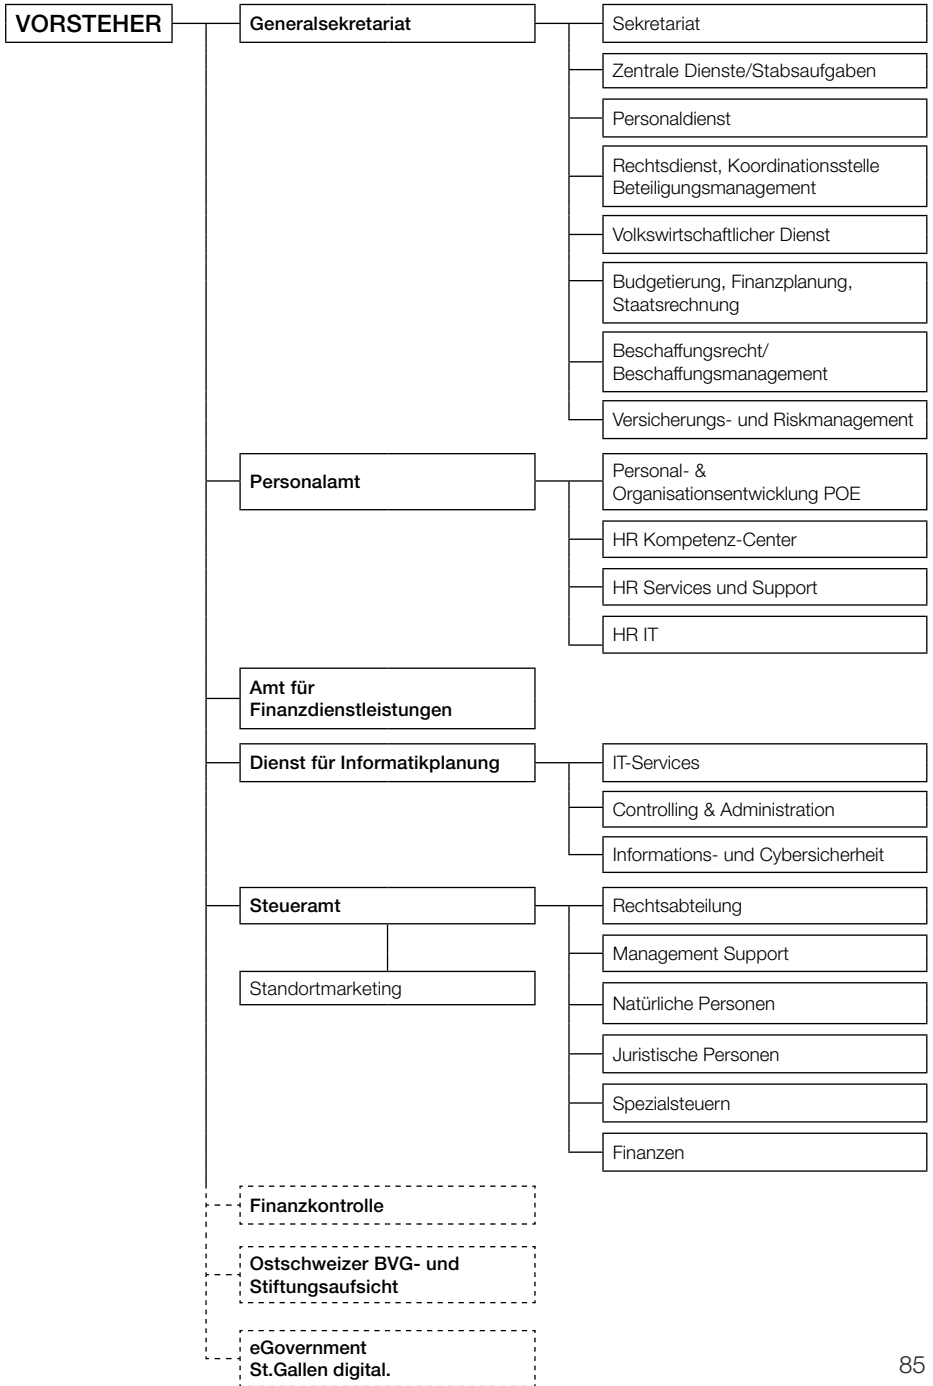 VORSTEHER
Generalsekretariat
Sekretariat
Zentrale Dienste/Stabsaufgaben
Personaldienst
Rechtsdienst, Koordinationsstelle
Beteiligungsmanagement
Volkswirtschaftlicher Dienst
Budgetierung, Finanzplanung,
Staatsrechnung
Beschaffungsrecht/
Beschaffungsmanagement
Versicherungs- und Riskmanagement
Personalamt
Personal- &
Organisationsentwicklung POE
HR Kompetenz-Center
HR Services und Support
HR IT
Amt für
Finanzdienstleistungen
Dienst für Informatikplanung
IT-Services
Controlling & Administration
Informations- und Cybersicherheit
Steueramt
Standortmarketing
Rechtsabteilung
Management Support
Natürliche Personen
Juristische Personen
Spezialsteuern
Finanzen
Finanzkontrolle
Ostschweizer BVG- und
Stiftungsaufsicht
eGovernment
St.Gallen digital.
85